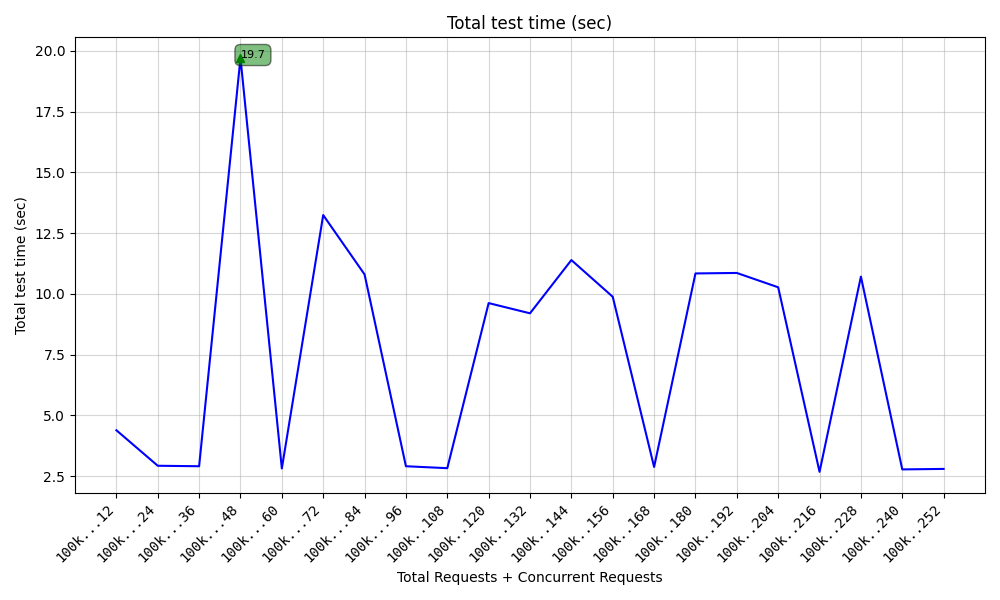 Total test time (sec)
20.0
17.5
15.0
12.5
10.0
7.5
5.0
2.5
Total test time (sec)
19.7
100k...12
100k...24
100k...36
100k...48
100k...60
100k...72
100k...84
100k...96
100k..108
100k..120
100k..132
100k..144
100k..156
100k..168
100k..180
100k..192
100k..204
100k..216
100k..228
100k..240
100k..252
Total Requests + Concurrent Requests